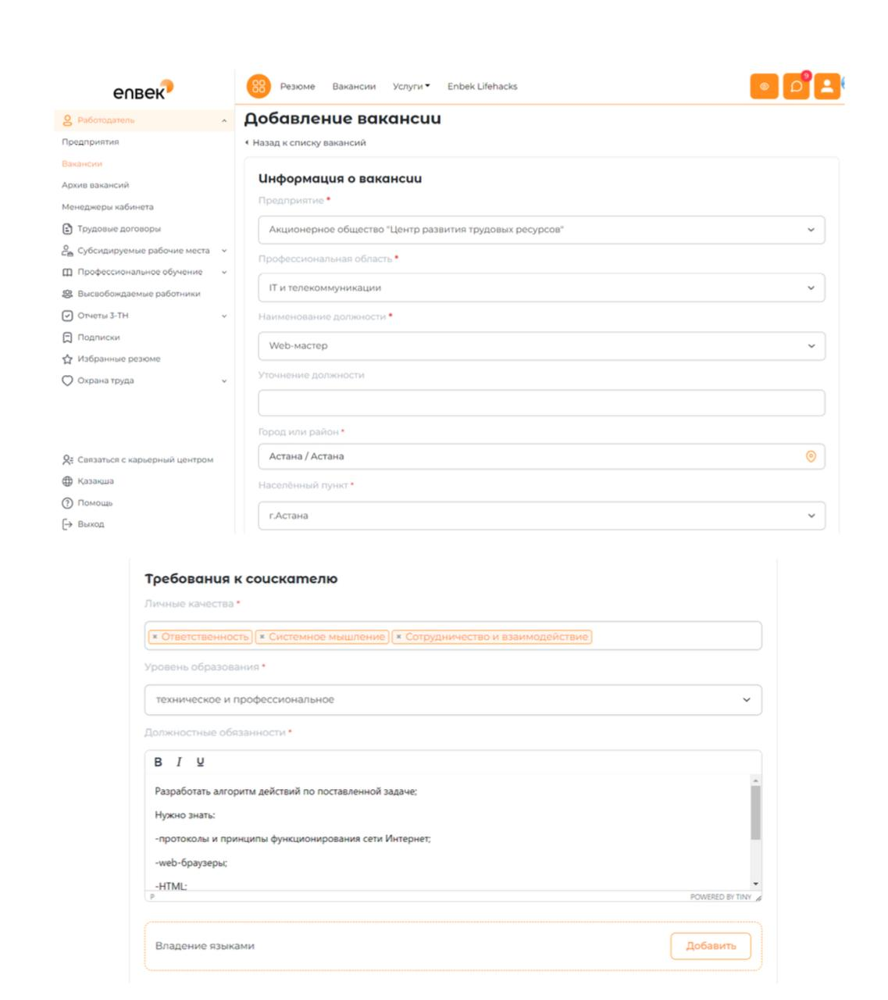 enbek
Резюме Вакансии Услуги Enbek Lifehacks
9
Работодатель
Предприятия
Вакансии
Архив вакансий
Менеджеры кабинета
Трудовые договоры
Субсидируемые рабочие места
Профессиональное обучение
Высвобождаемые работники
Отчеты 3-ТН
Подписки
Избранные резюме
Охрана труда
Связаться с карьерный центром
Қазақша
Помощь
Выход
Добавление вакансии
Назад к списку вакансий
Информация о вакансии
Предприятие *
Акционерное общество "Центр развития трудовых ресурсов"
Профессиональная область *
IT и телекоммуникации
Наименование должности *
Web-мастер
Уточнение должности
Город или район *
Астана / Астана
Населённый пункт *
г.Астана
Требования к соискателю
Личные качества *
× Ответственность × Системное мышление × Сотрудничество и взаимодействие
Уровень образования *
техническое и профессиональное
Должностные обязанности *
B I U
Разработать алгоритм действий по поставленной задаче;
Нужно знать:
-протоколы и принципы функционирования сети Интернет;
-web-браузеры;
-HTML;
P POWERED BY TINY
Владение языками Добавить